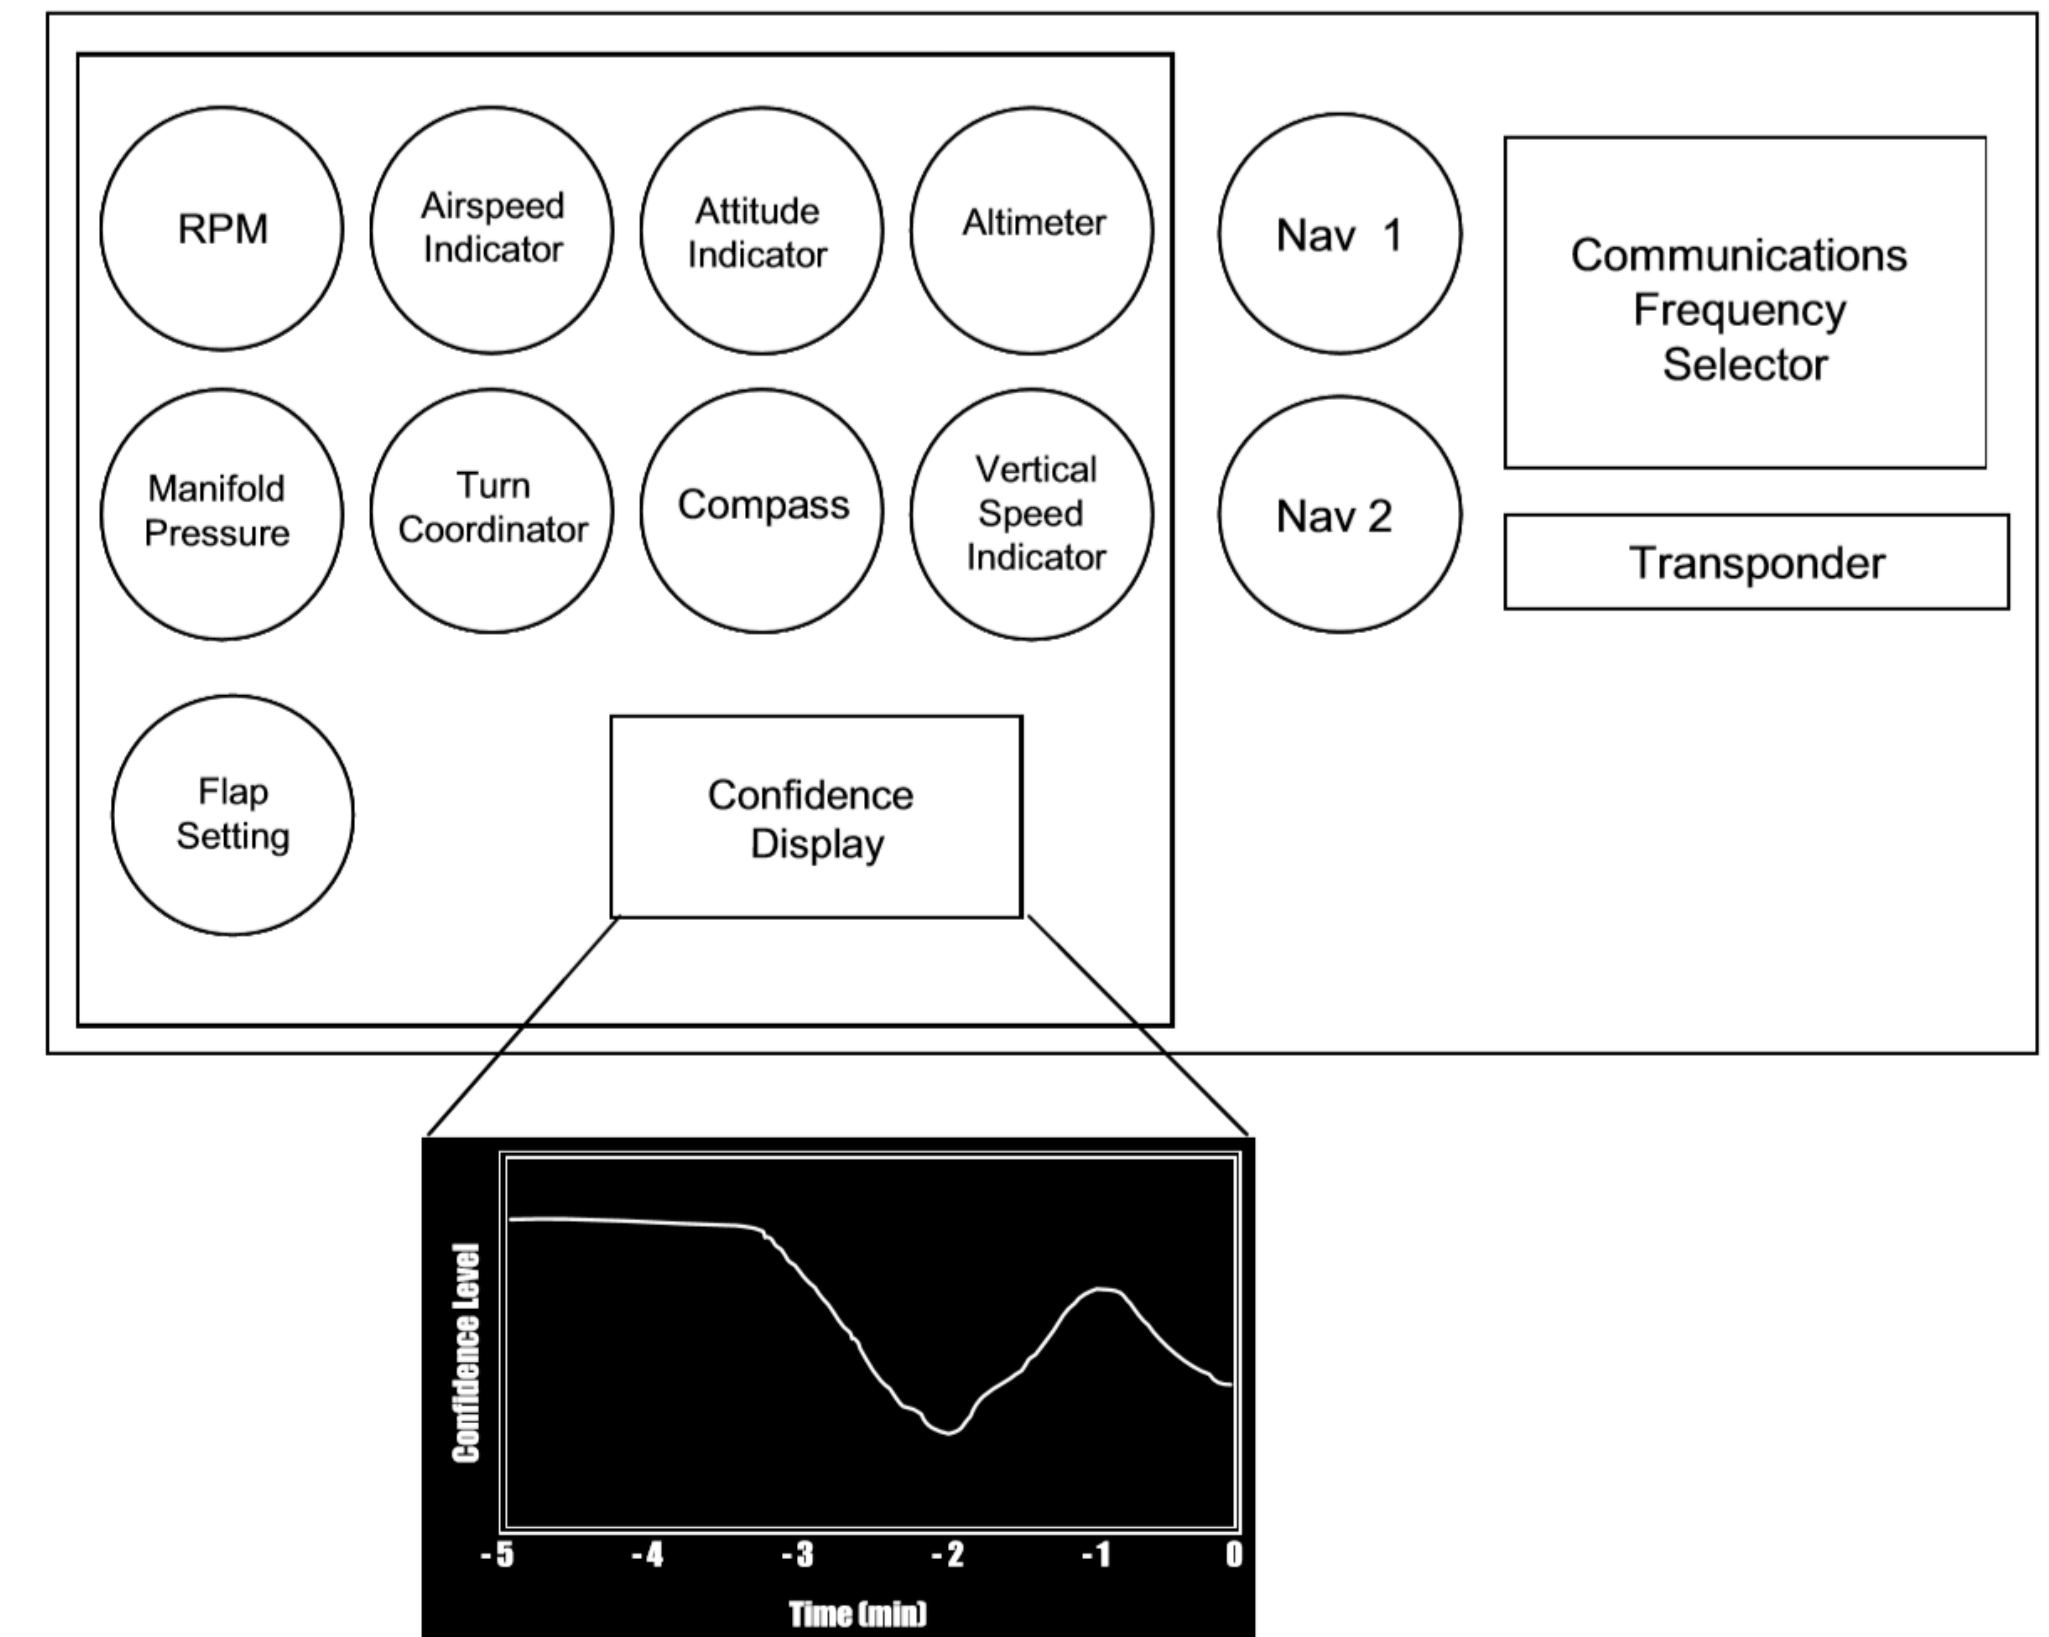 RPM
Airspeed
Indicator
Attitude
Indicator
Altimeter
Nav 1
Communications
Frequency
Selector
Manifold
Pressure
Turn
Coordinator
Compass
Vertical
Speed
Indicator
Nav 2
Transponder
Flap
Setting
Confidence
Display
Confidence Level
-5 -4 -3 -2 -1 0
Time (min)